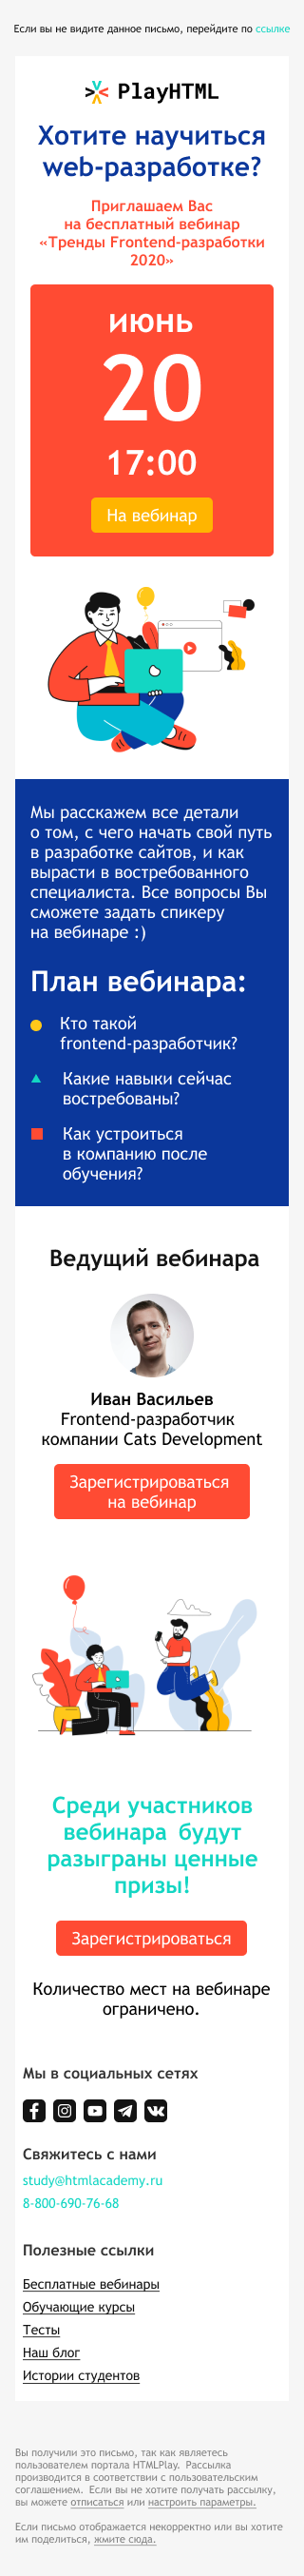 Если вы не видите данное письмо, перейдите по ссылке
PlayHTML
Хотите научиться
web-разработке?
Приглашаем Вас
на бесплатный вебинар
«Тренды Frontend-разработки
2020»
июнь
20
17:00
На вебинар
Мы расскажем все детали
о том, с чего начать свой путь
в разработке сайтов, и как
вырасти в востребованного
специалиста. Все вопросы Вы
сможете задать спикеру
на вебинаре :)
План вебинара:
Кто такой
frontend-разработчик?
Какие навыки сейчас
востребованы?
Как устроиться
в компанию после
обучения?
Ведущий вебинара
Иван Васильев
Frontend-разработчик
компании Cats Development
Зарегистрироваться
на вебинар
Среди участников
вебинара будут
разыграны ценные
призы!
Зарегистрироваться
Количество мест на вебинаре
ограничено.
Мы в социальных сетях
Свяжитесь с нами
study@htmlacademy.ru
8-800-690-76-68
Полезные ссылки
Бесплатные вебинары
Обучающие курсы
Тесты
Наш блог
Истории студентов
Вы получили это письмо, так как являетесь
пользователем портала HTMLPlay. Рассылка
производится в соответствии с пользовательским
соглашением. Если вы не хотите получать рассылку,
вы можете отписаться или настроить параметры.
Если письмо отображается некорректно или вы хотите
им поделиться, жмите сюда.